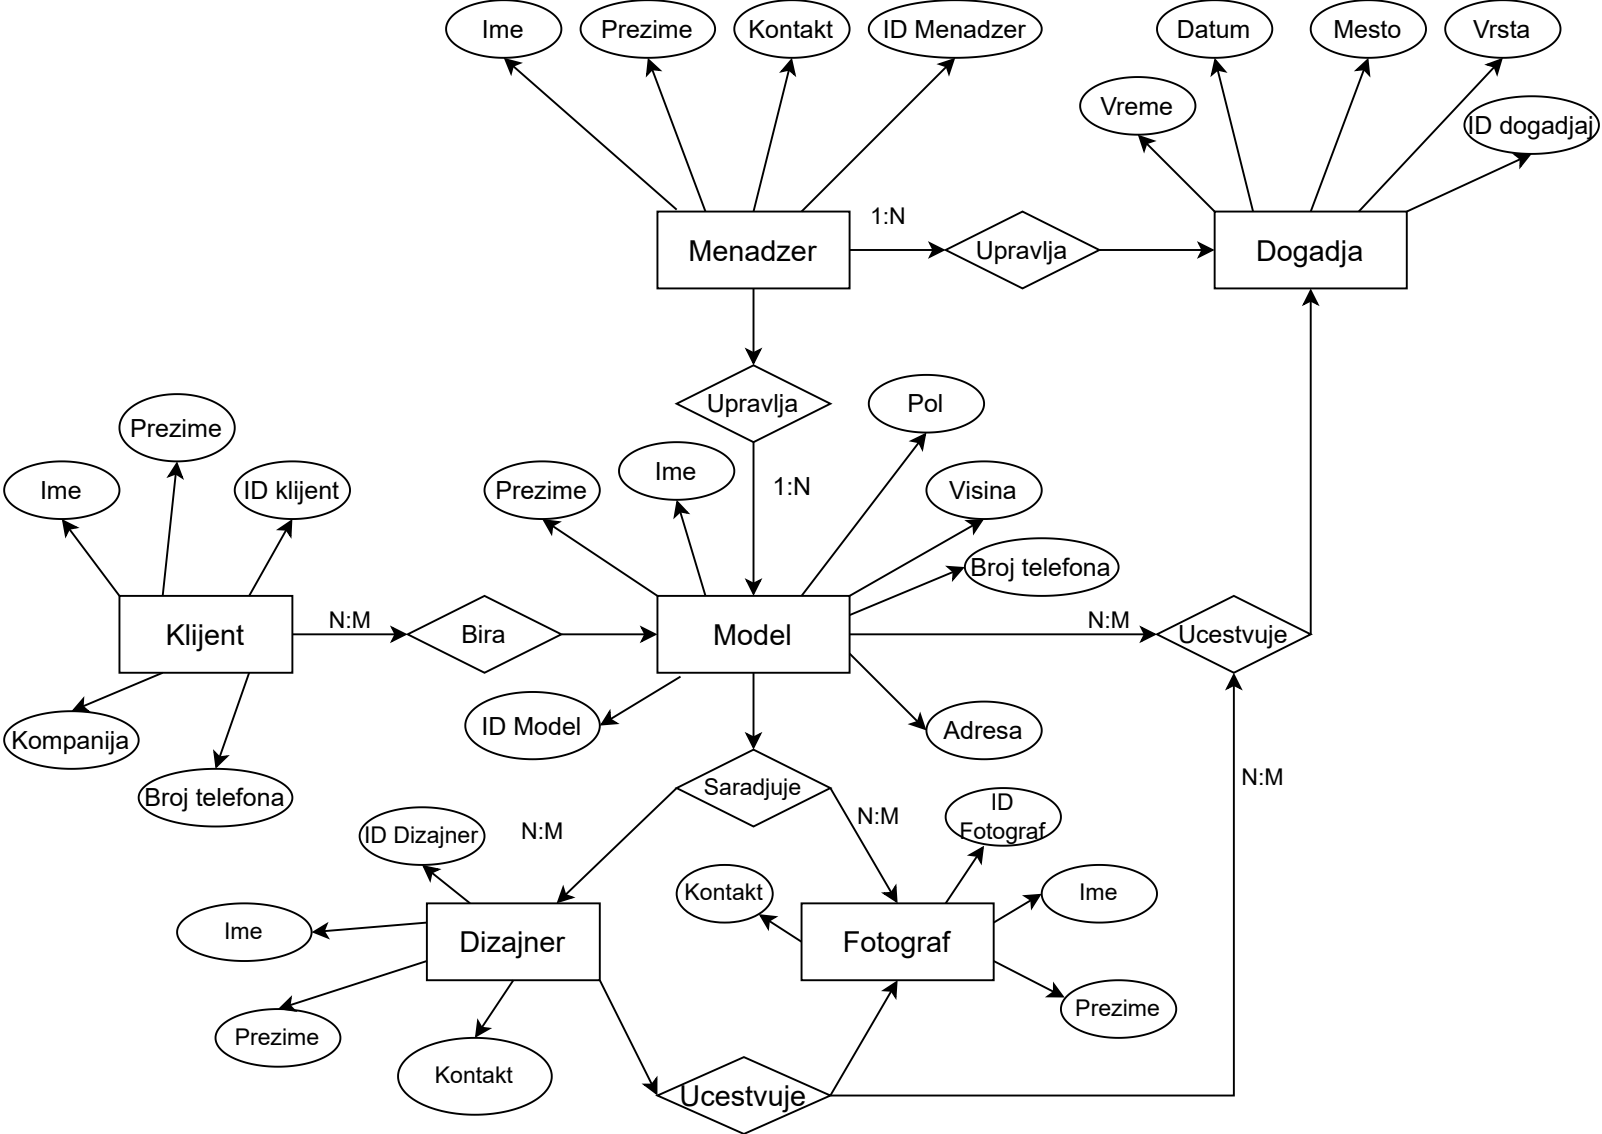 Ime
Prezime
Kontakt
ID Menadzer
Datum
Mesto
Vrsta
Vreme
ID dogadjaj
1:N
Menadzer
Upravlja
Dogadja
Upravlja
Pol
Prezime
Ime
ID klijent
Prezime
Ime
1:N
Visina
Broj telefona
Klijent
N:M
Bira
Model
N:M
Ucestvuje
Kompanija
ID Model
Adresa
Broj telefona
Saradjuje
N:M
ID Dizajner
N:M
N:M
ID
Fotograf
Kontakt
Ime
Ime
Dizajner
Fotograf
Prezime
Prezime
Kontakt
Ucestvuje